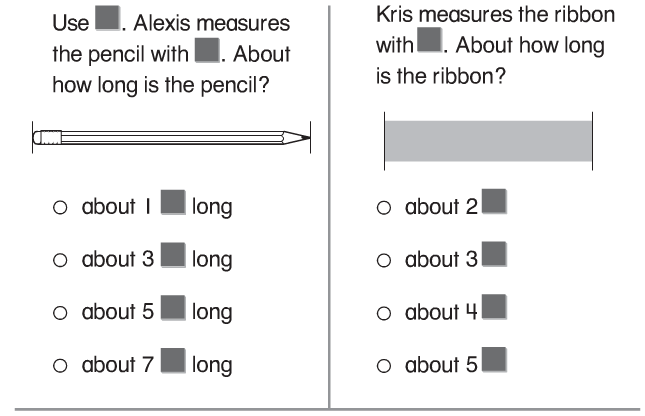 Use . Alexis measures
the pencil with . About
how long is the pencil?
about 1 long
about 3 long
about 5 long
about 7 long
Kris measures the ribbon
with . About how long
is the ribbon?
about 2
about 3
about 4
about 5